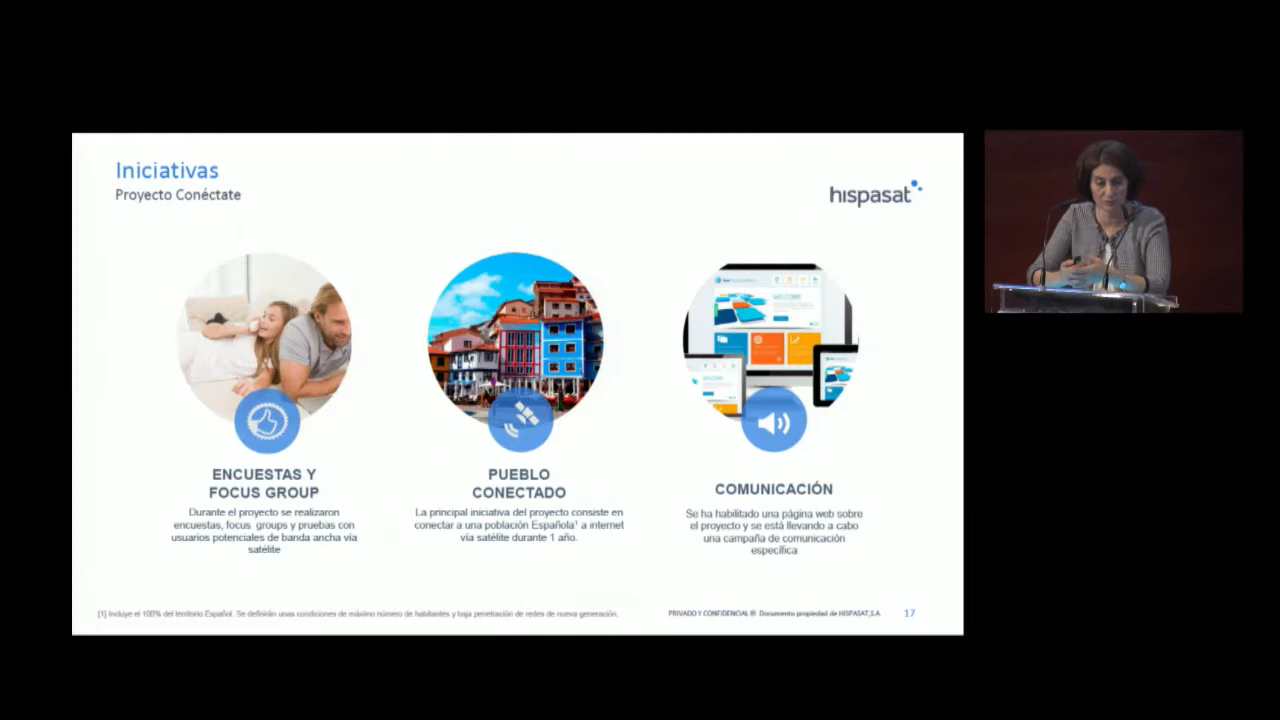 Iniciativas
Proyecto Conéctate
hispasat
WELCOME
WELCOME
ENCUESTAS Y
FOCUS GROUP
Durante el proyecto se realizaron
encuestas, focus groups y pruebas con
usuarios potenciales de banda ancha vía
satélite
PUEBLO
CONECTADO
La principal iniciativa del proyecto consiste en
conectar a una población Española¹ a internet
vía satélite durante 1 año.
COMUNICACIÓN
Se ha habilitado una página web sobre
el proyecto y se está llevando a cabo
una campaña de comunicación
específica
[1] Incluye el 100% del territorio Español. Se definirán unas condiciones de máximo número de habitantes y baja penetración de redes de nueva generación.
PRIVADO Y CONFIDENCIAL ® Documento propiedad de HISPASAT,S.A.
17